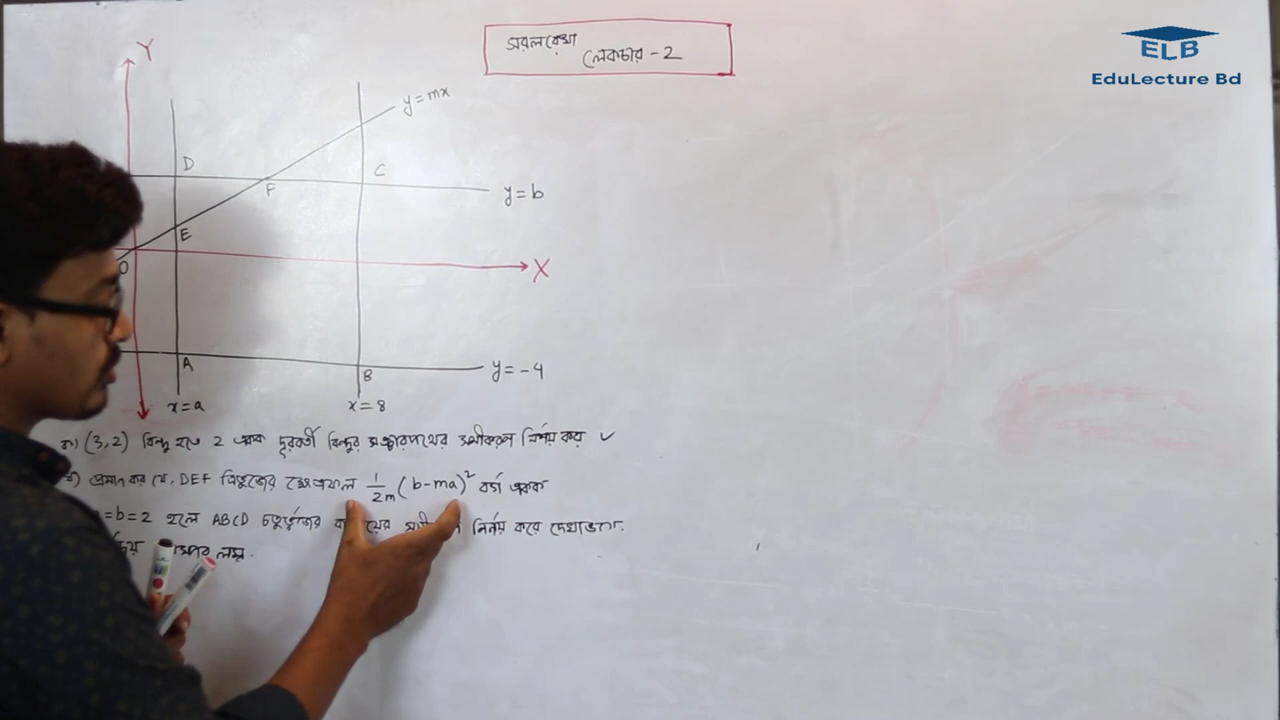 সরলরেখা
লেকচার - 2
ELB
EduLecture Bd
Y
y = mx
D
F
C
y = b
E
O
X
A
B
y = -4
x = a
x = 8
ক) (3,2) বিন্দু হতে 2 একক দূরবর্তী বিন্দুর সঞ্চারপথের সমীকরণ নির্ণয় কর ✓
প্রমাণ কর যে, DEF ত্রিভুজের ক্ষেত্রফল 1/2m (b-ma)² বর্গ একক
= b = 2 হলে ABCD চতুর্ভুজের নির্ণয় করে দেখাও যে.
লম্ব.